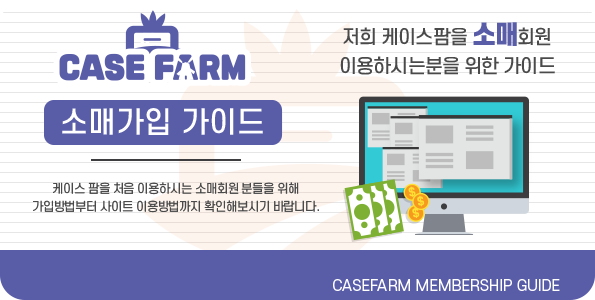 CASE FARM
소매가입 가이드
케이스 팜을 처음 이용하시는 소매회원 분들을 위해
가입방법부터 사이트 이용방법까지 확인해보시기 바랍니다.
저희 케이스팜을 소매회원
이용하시는분을 위한 가이드
$
$
$
CASEFARM MEMBERSHIP GUIDE